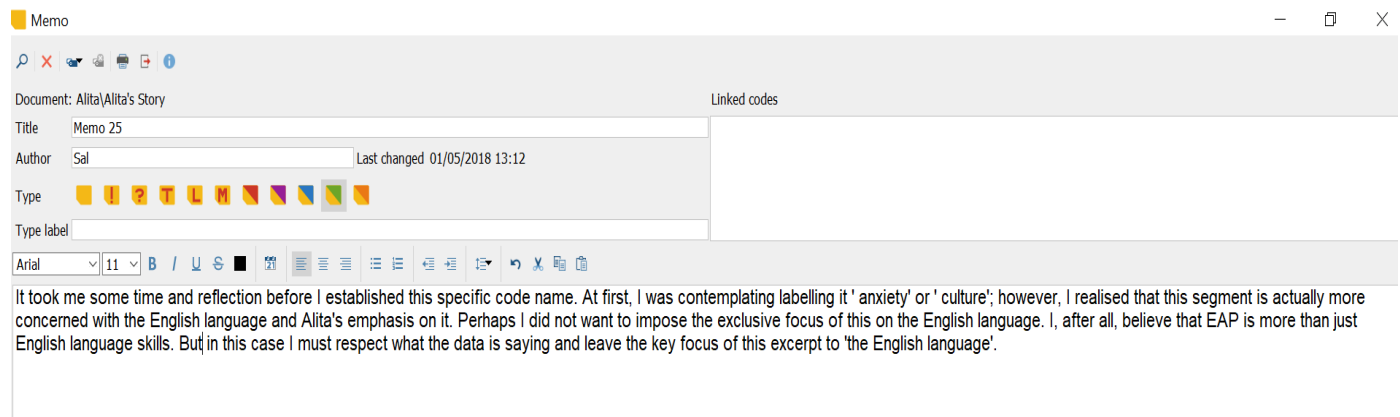 Memo
Document: Alita\Alita's Story
Linked codes
Title Memo 25
Author Sal Last changed 01/05/2018 13:12
Type ! ? T L M
Type label
Arial 11 B I U S 21
It took me some time and reflection before I established this specific code name. At first, I was contemplating labelling it ' anxiety' or ' culture'; however, I realised that this segment is actually more
concerned with the English language and Alita's emphasis on it. Perhaps I did not want to impose the exclusive focus of this on the English language. I, after all, believe that EAP is more than just
English language skills. But in this case I must respect what the data is saying and leave the key focus of this excerpt to 'the English language'.